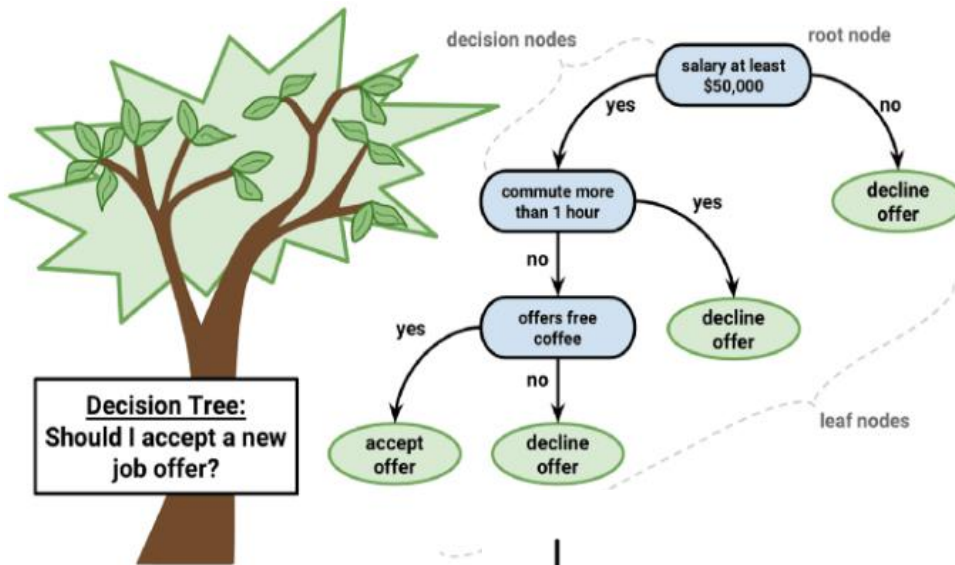 decision nodes
root node
salary at least
$50,000
yes
no
commute more
than 1 hour
yes
decline
offer
no
offers free
coffee
decline
offer
yes
no
Decision Tree:
Should I accept a new
job offer?
accept
offer
decline
offer
leaf nodes